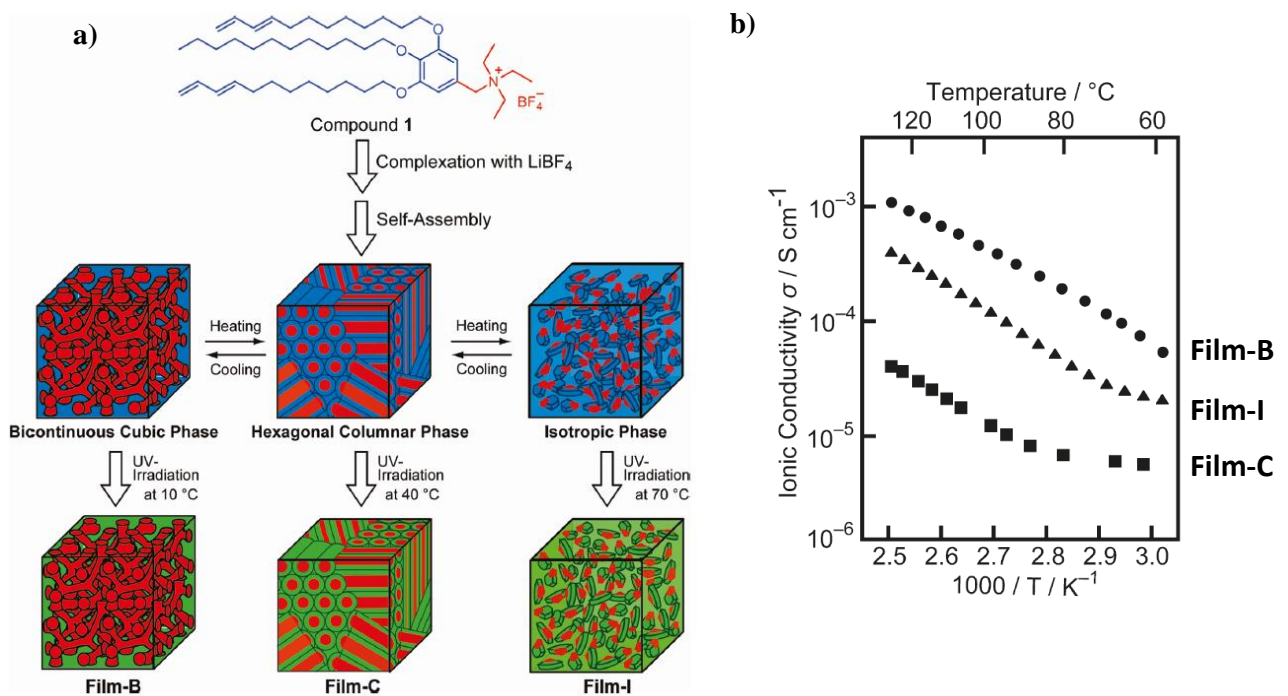 a)
O
O
O
N
+
BF4−
Compound 1
Complexation with LiBF4
Self-Assembly
Heating
Cooling
Heating
Cooling
Bicontinuous Cubic Phase
Hexagonal Columnar Phase
Isotropic Phase
UV-
Irradiation
at 10 °C
UV-
Irradiation
at 40 °C
UV-
Irradiation
at 70 °C
Film-B
Film-C
Film-I
b)
Temperature / °C
120 100 80 60
Ionic Conductivity σ / S cm−1
10−3
10−4
10−5
10−6
Film-B
Film-I
Film-C
2.5 2.6 2.7 2.8 2.9 3.0
1000 / T / K−1